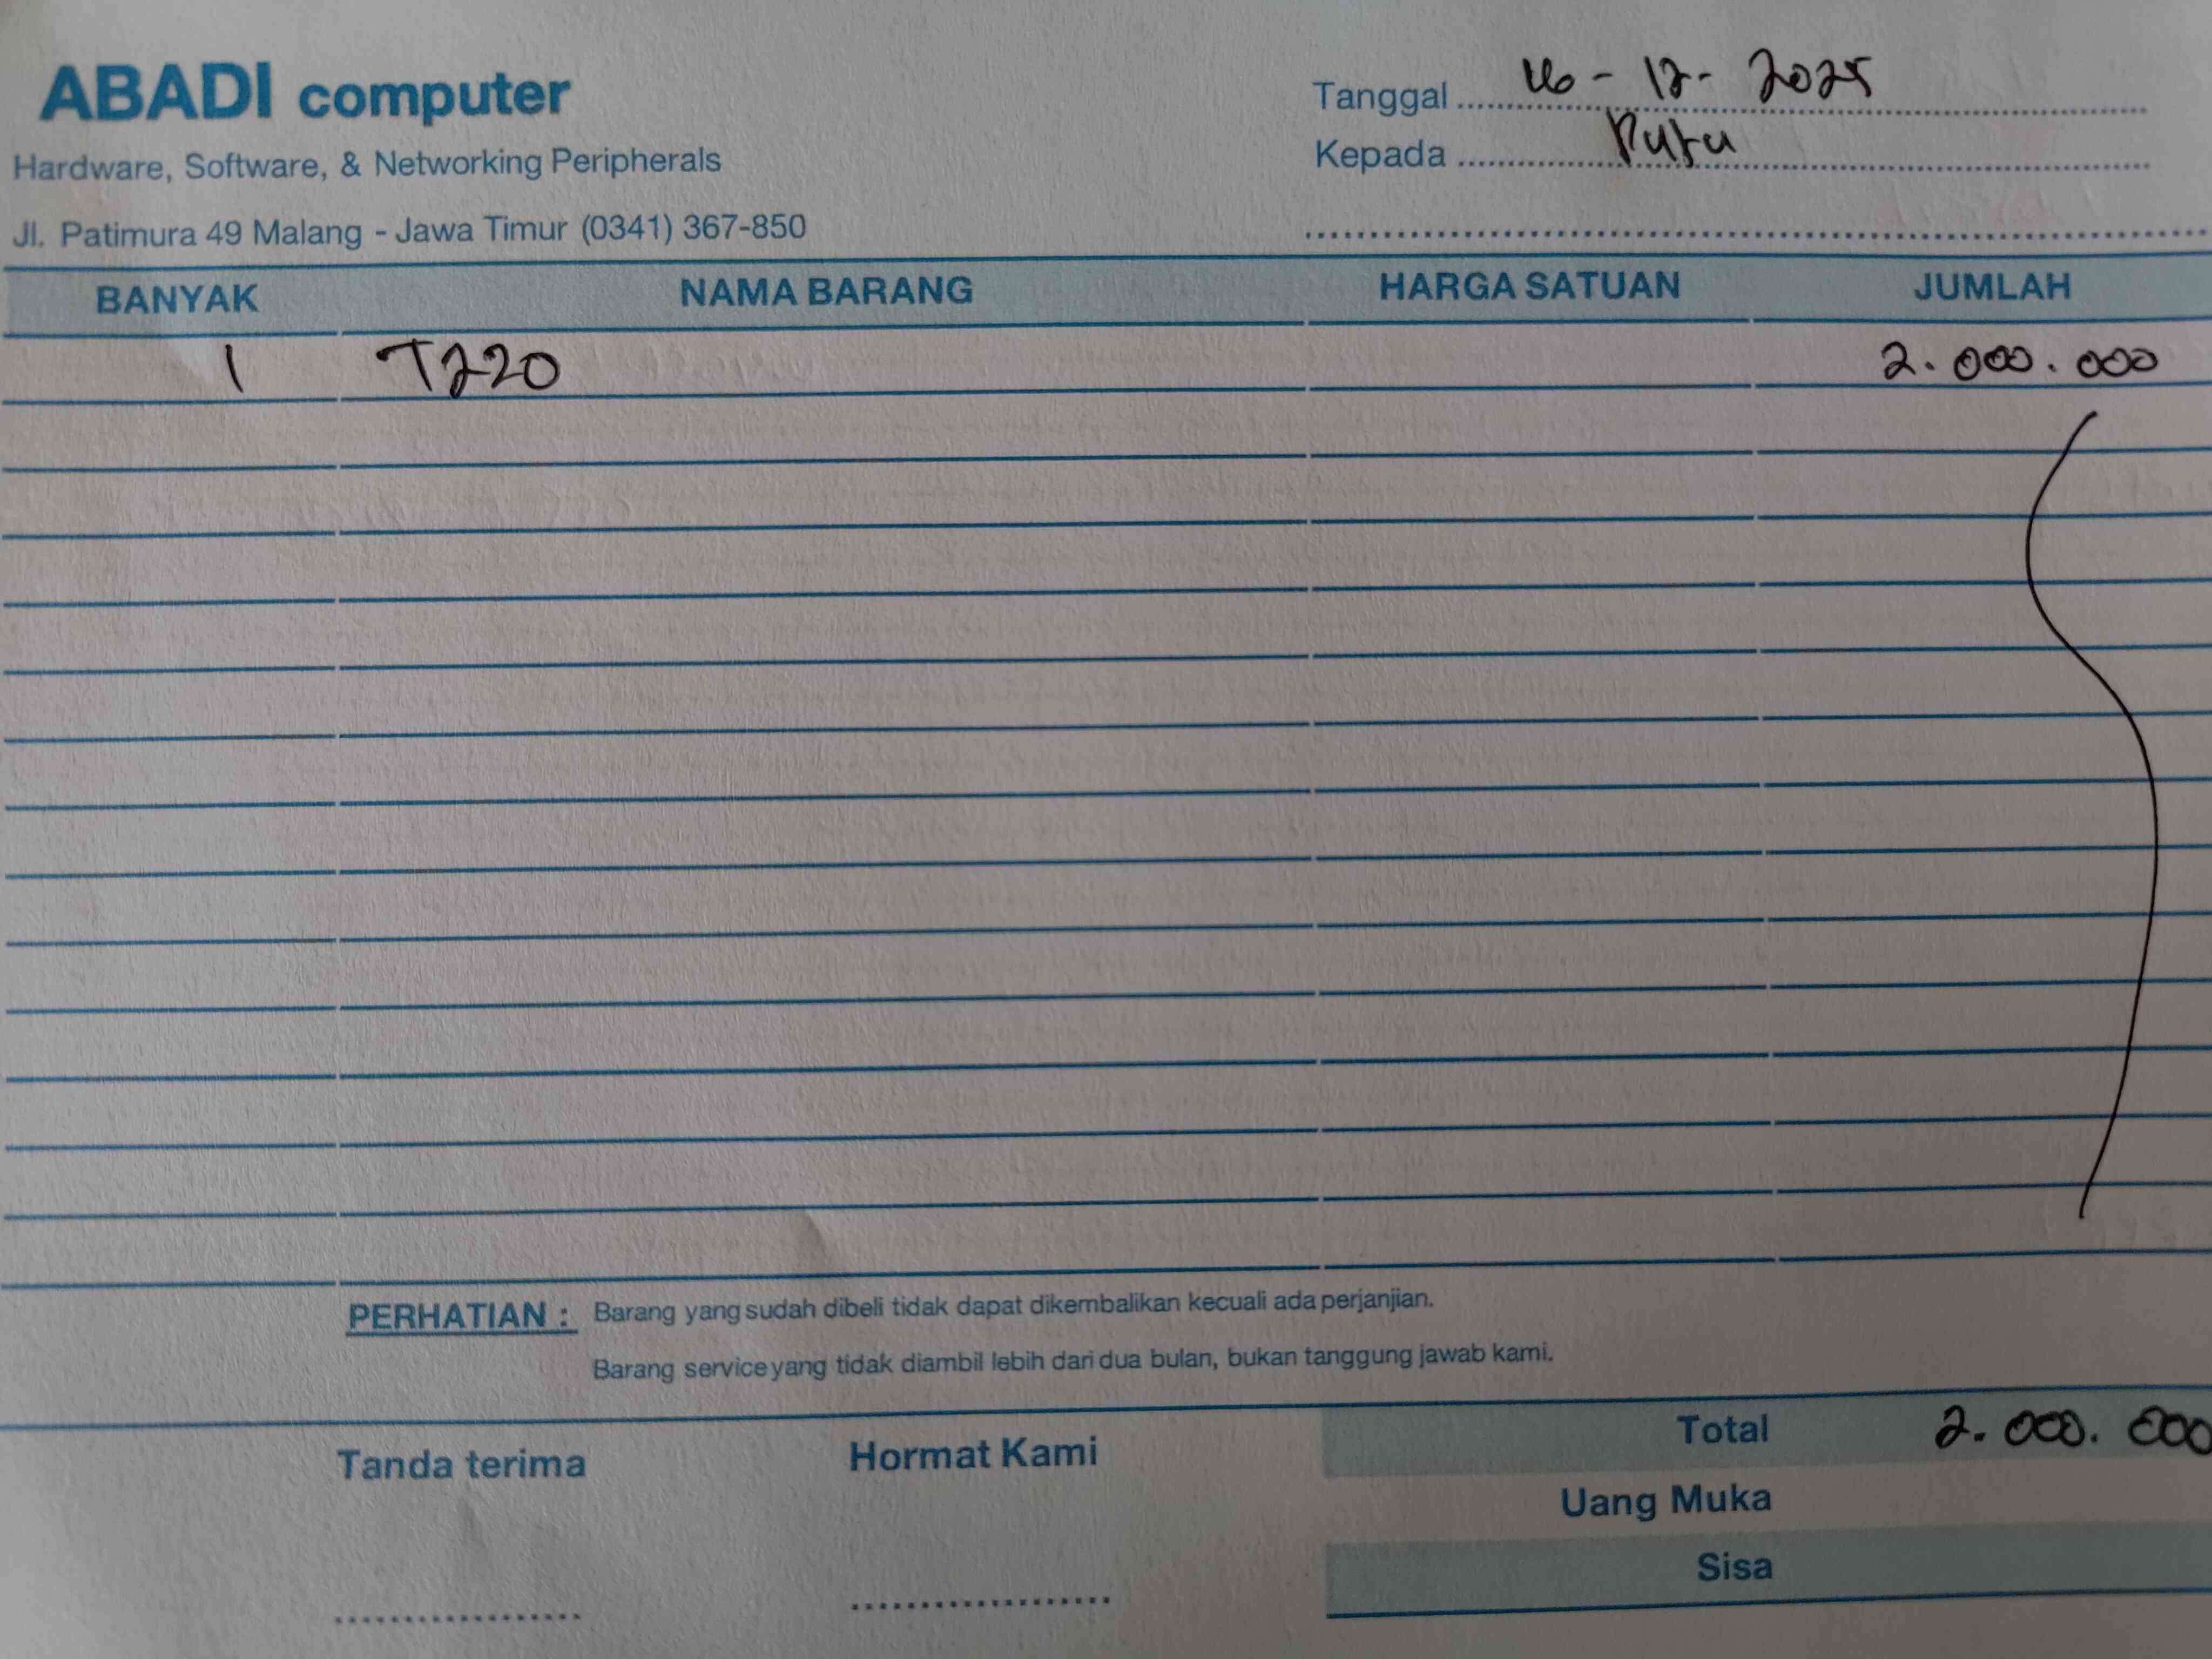 ABADI computer
Hardware, Software, & Networking Peripherals
Jl. Patimura 49 Malang - Jawa Timur (0341) 367-850
Tanggal 16 - 12 - 2025
Kepada Putu
BANYAK NAMA BARANG HARGA SATUAN JUMLAH
1 T220 2.000.000
PERHATIAN : Barang yang sudah dibeli tidak dapat dikembalikan kecuali ada perjanjian.
Barang service yang tidak diambil lebih dari dua bulan, bukan tanggung jawab kami.
Tanda terima
Hormat Kami
Total 2.000.000
Uang Muka
Sisa